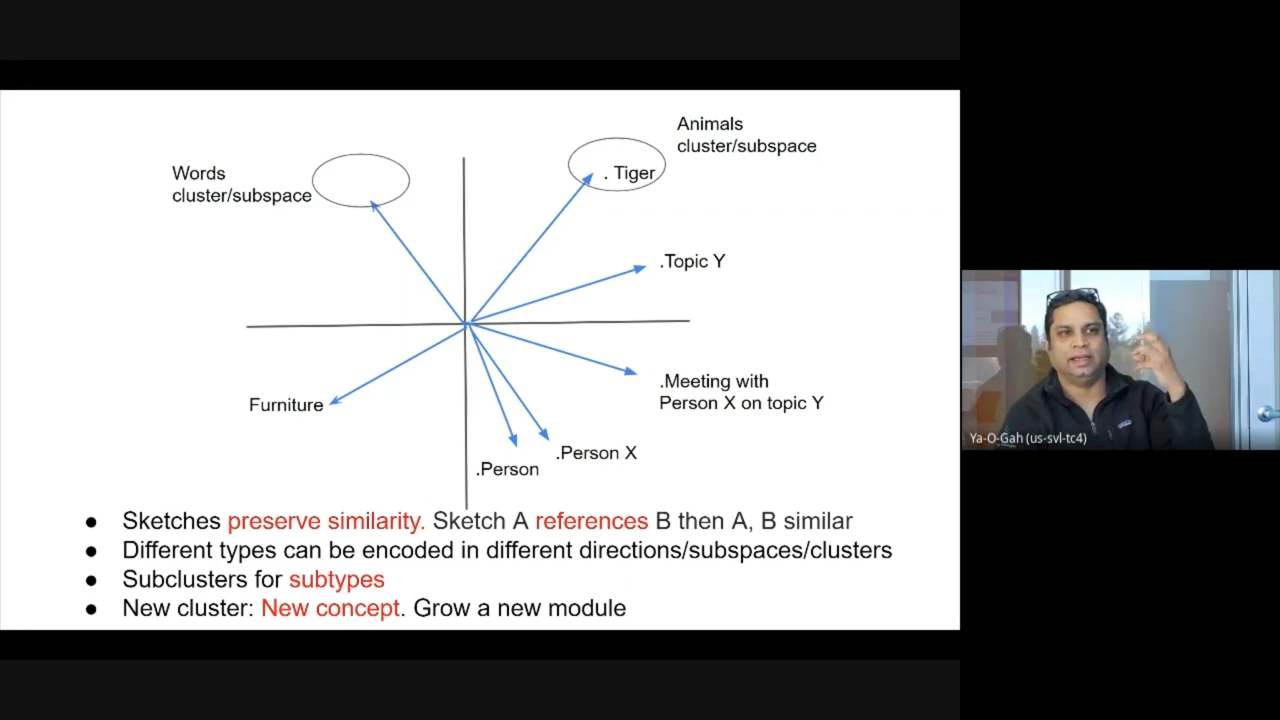 Words
cluster/subspace
Animals
cluster/subspace
. Tiger
.Topic Y
.Meeting with
Person X on topic Y
Furniture
.Person X
.Person
● Sketches preserve similarity. Sketch A references B then A, B similar
● Different types can be encoded in different directions/subspaces/clusters
● Subclusters for subtypes
● New cluster: New concept. Grow a new module
Ya-O-Gah (us-svl-tc4)